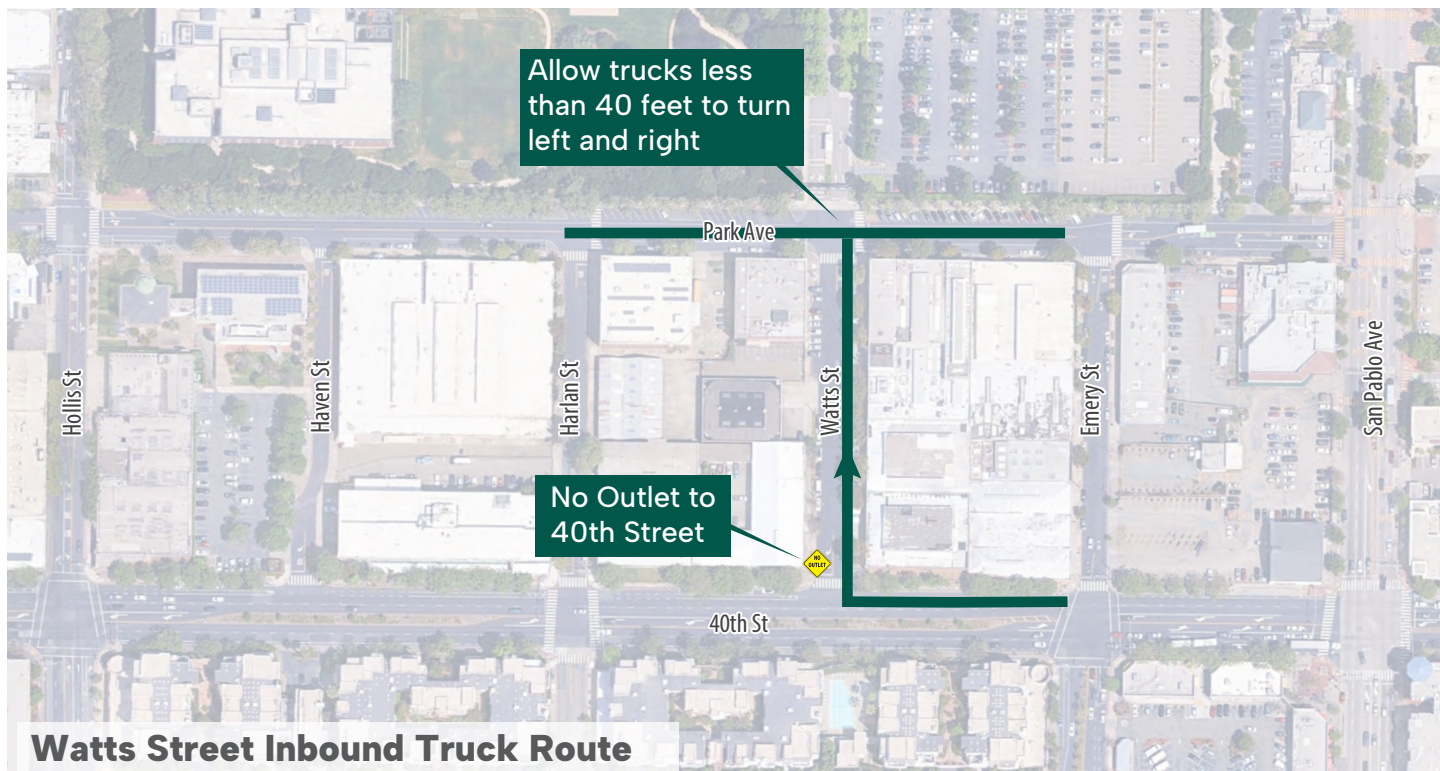 Allow trucks less
than 40 feet to turn
left and right
Park Ave
Hollis St
Haven St
Harlan St
Watts St
Emery St
San Pablo Ave
No Outlet to
40th Street
NO
OUTLET
40th St
Watts Street Inbound Truck Route